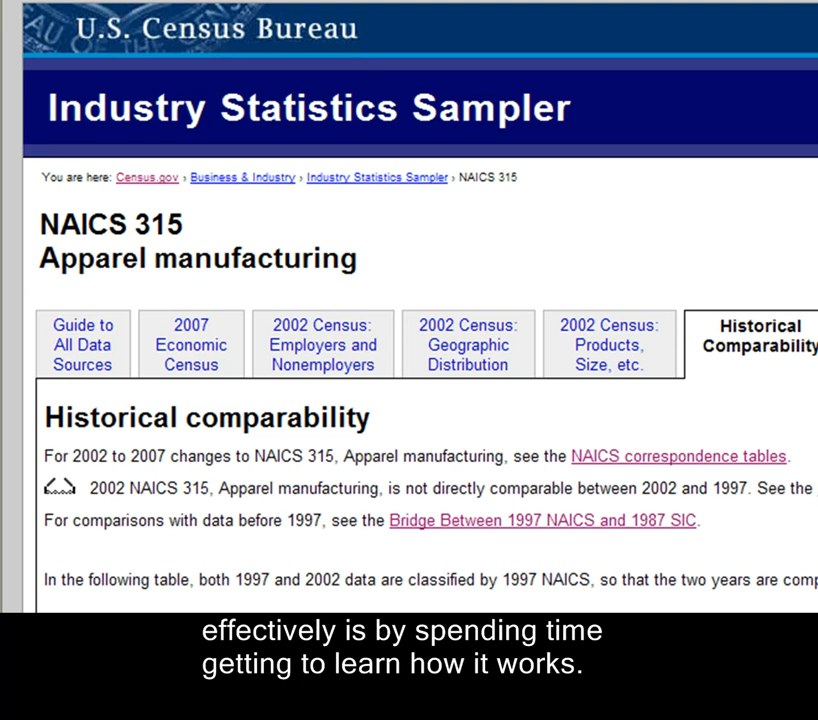 U.S. Census Bureau
Industry Statistics Sampler
You are here: Census.gov › Business & Industry › Industry Statistics Sampler › NAICS 315
NAICS 315
Apparel manufacturing
Guide to All Data Sources
2007 Economic Census
2002 Census: Employers and Nonemployers
2002 Census: Geographic Distribution
2002 Census: Products, Size, etc.
Historical Comparability
Historical comparability
For 2002 to 2007 changes to NAICS 315, Apparel manufacturing, see the NAICS correspondence tables.
2002 NAICS 315, Apparel manufacturing, is not directly comparable between 2002 and 1997. See the
For comparisons with data before 1997, see the Bridge Between 1997 NAICS and 1987 SIC.
In the following table, both 1997 and 2002 data are classified by 1997 NAICS, so that the two years are comp
effectively is by spending time
getting to learn how it works.